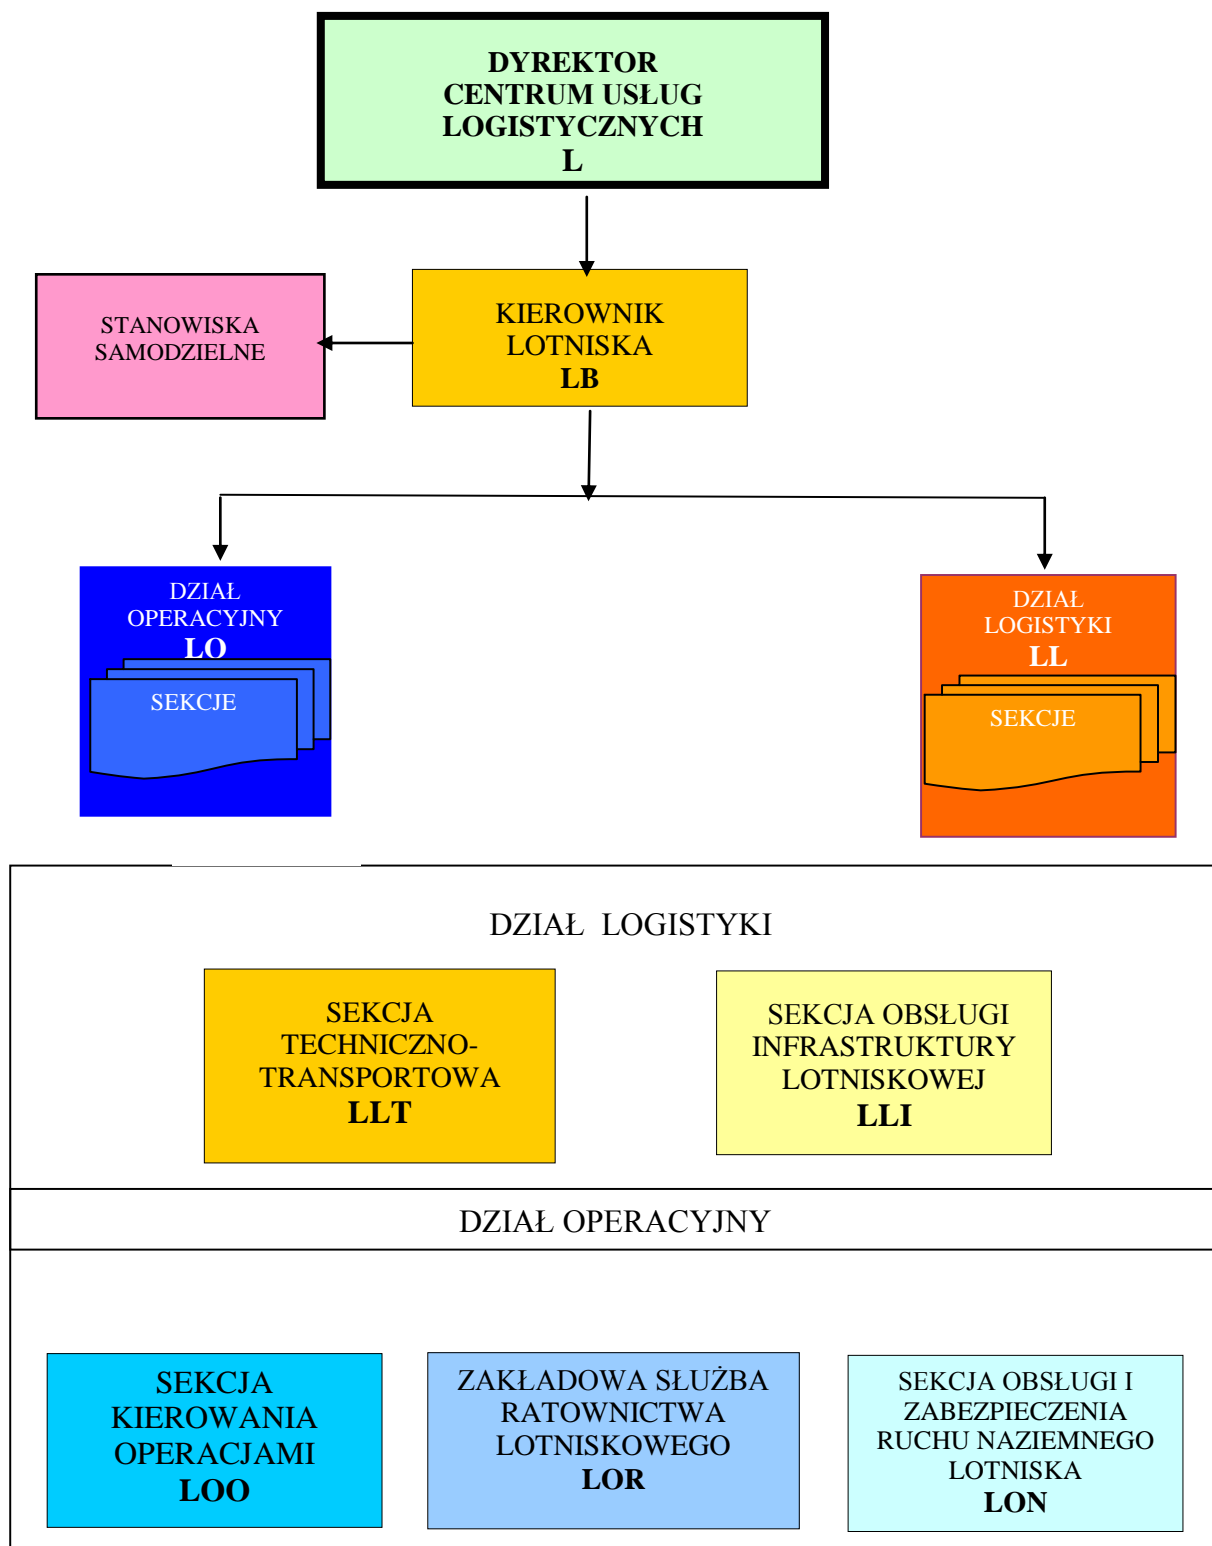 DYREKTOR
CENTRUM USŁUG
LOGISTYCZNYCH
L
STANOWISKA
SAMODZIELNE
KIEROWNIK
LOTNISKA
LB
DZIAŁ
OPERACYJNY
LO
SEKCJE
DZIAŁ
LOGISTYKI
LL
SEKCJE
DZIAŁ LOGISTYKI
SEKCJA
TECHNICZNO-
TRANSPORTOWA
LLT
SEKCJA OBSŁUGI
INFRASTRUKTURY
LOTNISKOWEJ
LLI
DZIAŁ OPERACYJNY
SEKCJA
KIEROWANIA
OPERACJAMI
LOO
ZAKŁADOWA SŁUŻBA
RATOWNICTWA
LOTNISKOWEGO
LOR
SEKCJA OBSŁUGI I
ZABEZPIECZENIA
RUCHU NAZIEMNEGO
LOTNISKA
LON